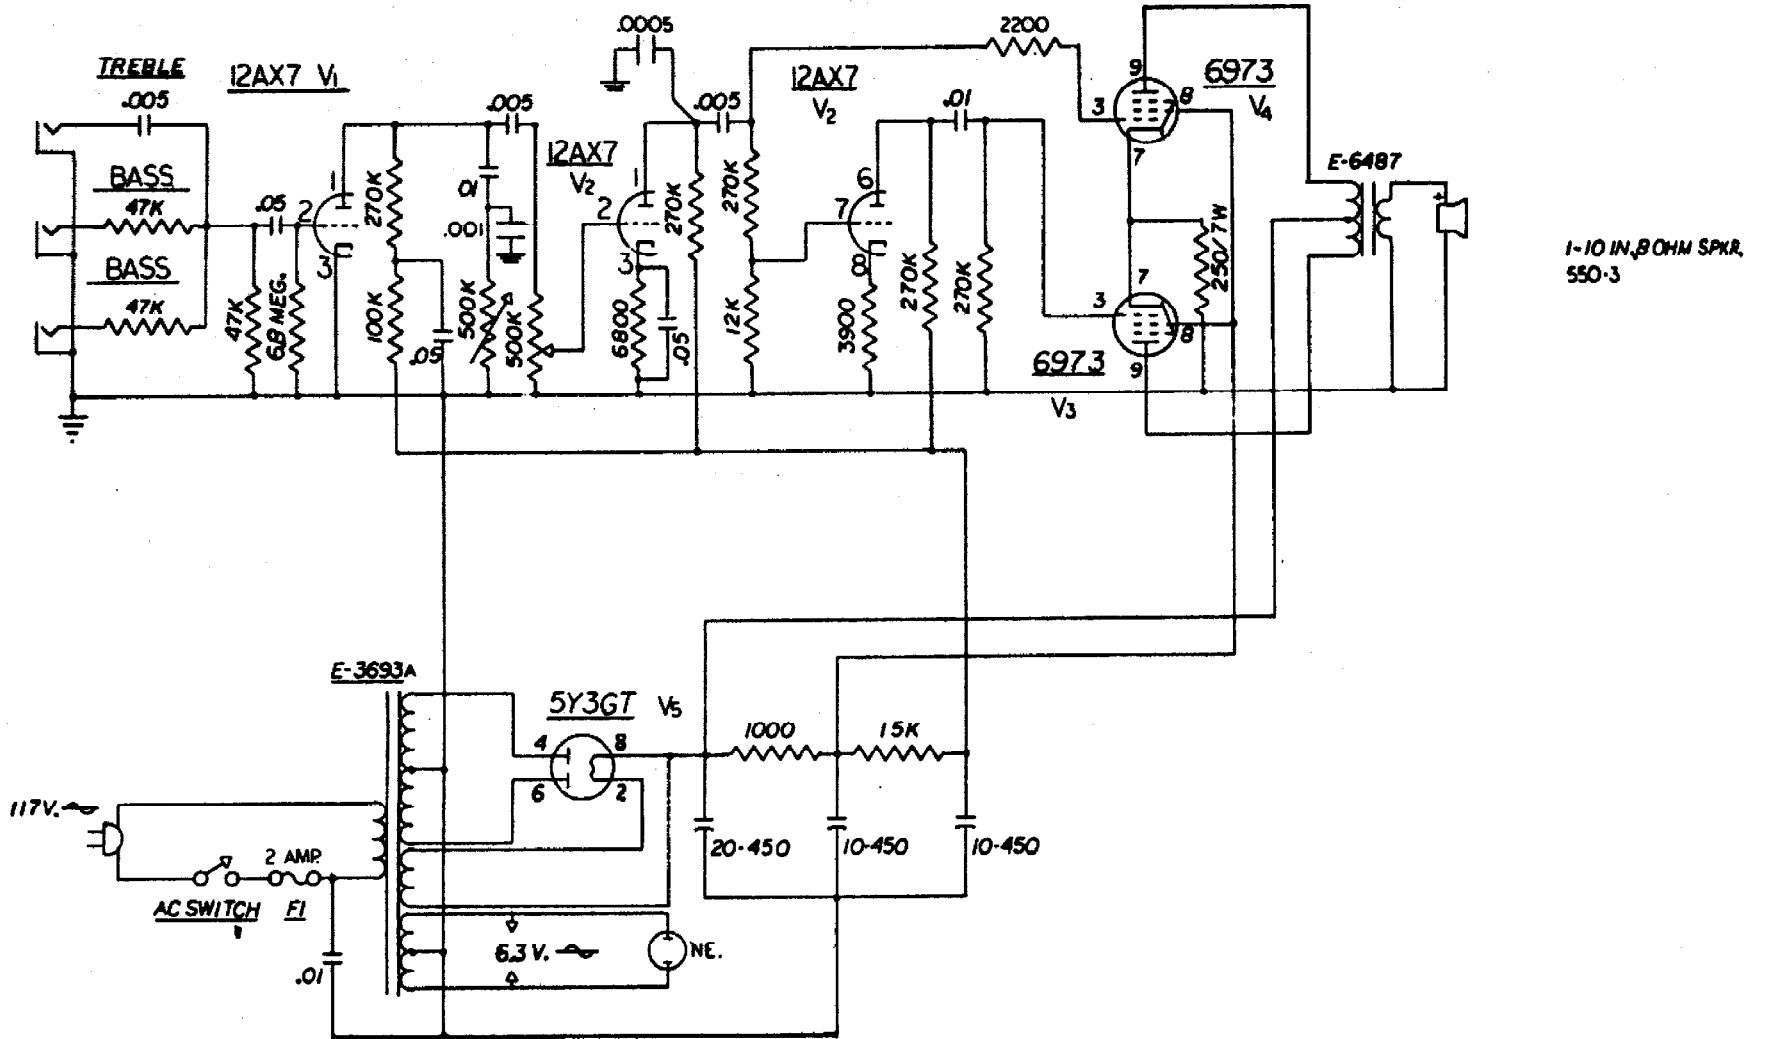 TREBLE
.005
BASS
47K
BASS
47K
47K
6.8 MEG.
.05
12AX7 V1
1
2
3
270K
100K
.05
.005
.01
.001
500K
500K
12AX7
V2
1
2
3
6800
.05
.0005
270K
.005
270K
12K
12AX7
V2
6
7
8
3900
270K
.01
270K
2200
9
3
8
7
6973
V4
250/7W
7
3
8
9
6973
V3
E-6487
+
1-10 IN, 8 OHM SPKR,
550-3
E-3693A
5Y3GT V5
4
8
6
2
1000
15K
20-450
10-450
10-450
117V.
2 AMP.
AC SWITCH
F1
.01
6.3 V.
NE.